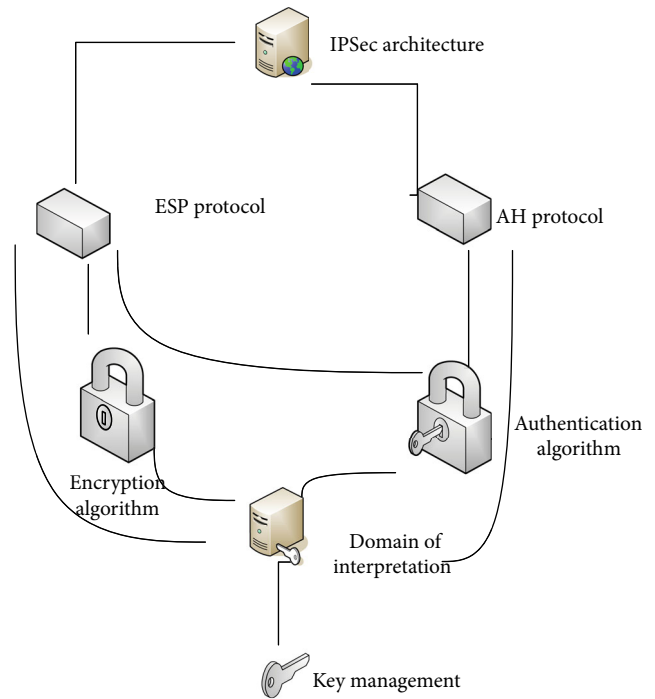 IPSec architecture
ESP protocol
AH protocol
Authentication
algorithm
Encryption
algorithm
Domain of
interpretation
Key management